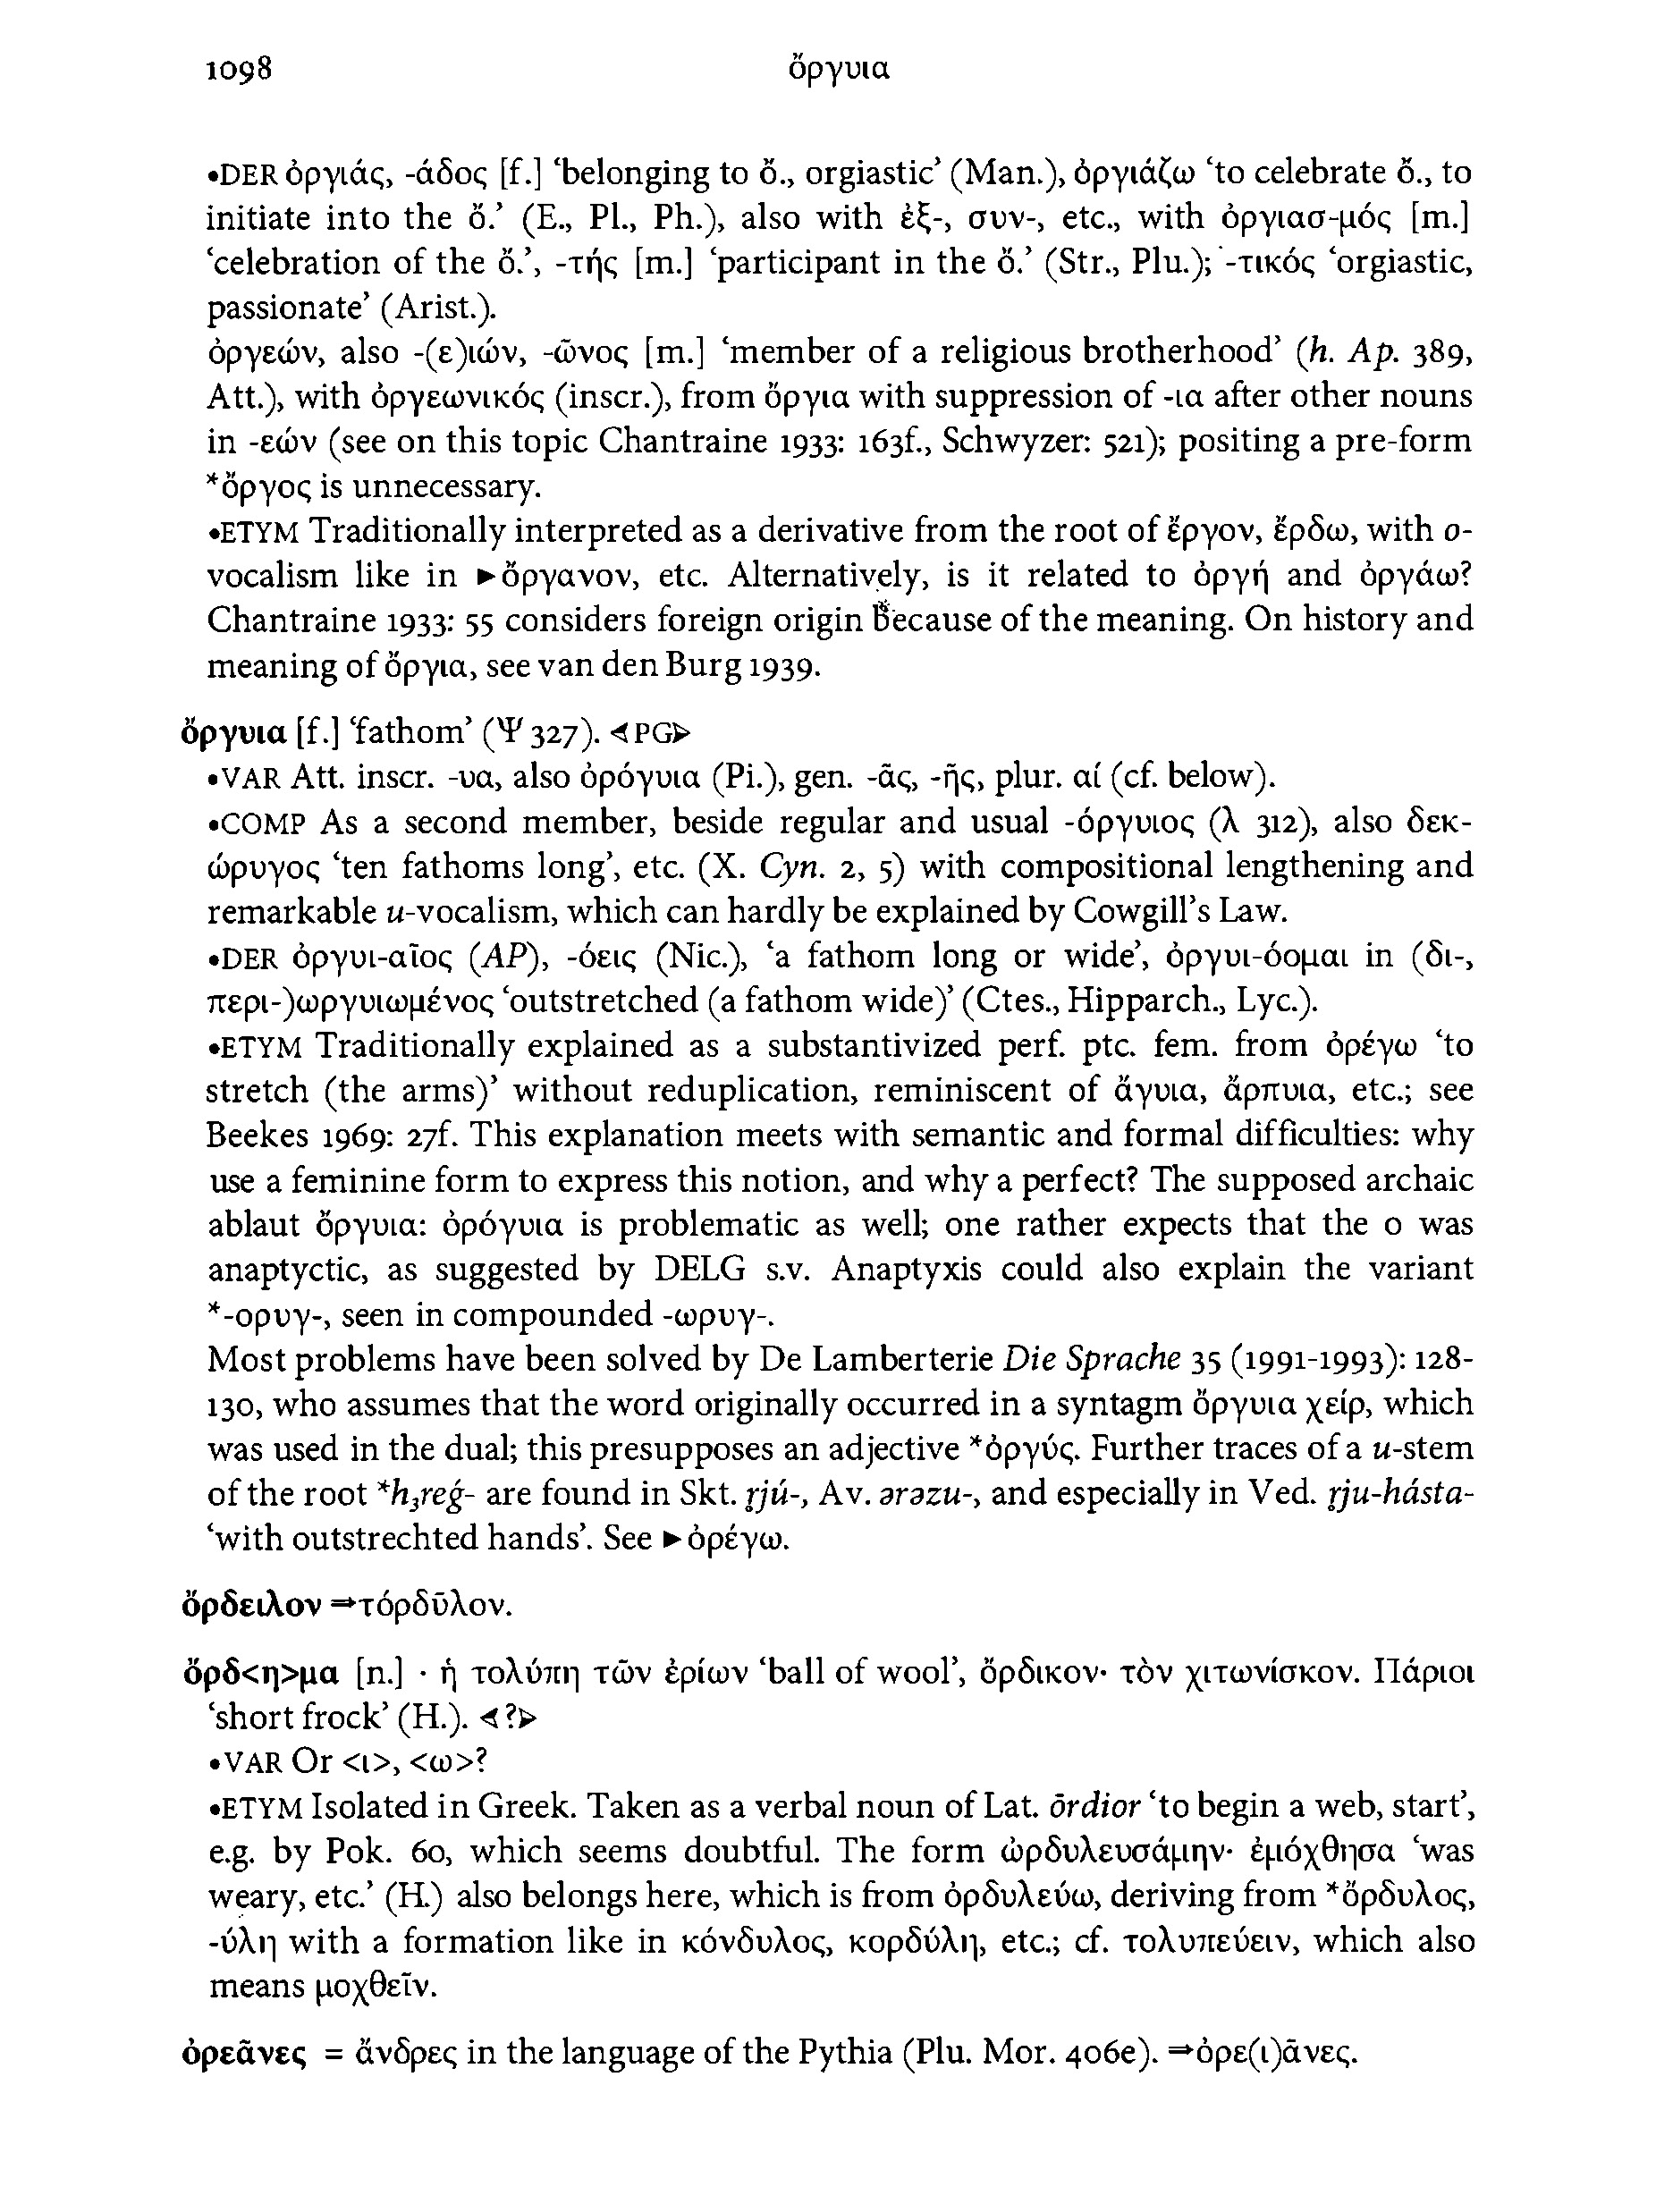 1098 ὄργυια
•DER ὀργιάς, -άδος [f.] ‘belonging to ὄ., orgiastic’ (Man.), ὀργιάζω ‘to celebrate ὄ., to
initiate into the ὄ.’ (E., Pl., Ph.), also with ἐξ-, συν-, etc., with ὀργιασ-μός [m.]
‘celebration of the ὄ.’, -τής [m.] ‘participant in the ὄ.’ (Str., Plu.); -τικός ‘orgiastic,
passionate’ (Arist.).
ὀργεών, also -(ε)ιών, -ῶνος [m.] ‘member of a religious brotherhood’ (h. Ap. 389,
Att.), with ὀργεωνικός (inscr.), from ὄργια with suppression of -ια after other nouns
in -εών (see on this topic Chantraine 1933: 163f., Schwyzer: 521); positing a pre-form
*ὄργος is unnecessary.
•ETYM Traditionally interpreted as a derivative from the root of ἔργον, ἔρδω, with o-
vocalism like in ►ὄργανον, etc. Alternatively, is it related to ὀργή and ὀργάω?
Chantraine 1933: 55 considers foreign origin because of the meaning. On history and
meaning of ὄργια, see van den Burg 1939.
ὄργυια [f.] ‘fathom’ (Ψ 327). ◄PG►
•VAR Att. inscr. -υα, also ὀρόγυια (Pi.), gen. -ᾶς, -ῆς, plur. αί (cf. below).
•COMP As a second member, beside regular and usual -όργυιος (λ 312), also δεκ-
ώρυγος ‘ten fathoms long’, etc. (X. Cyn. 2, 5) with compositional lengthening and
remarkable u-vocalism, which can hardly be explained by Cowgill’s Law.
•DER ὀργυι-αῖος (AP), -όεις (Nic.), ‘a fathom long or wide’, ὀργυι-όομαι in (δι-,
περι-)ωργυιωμένος ‘outstretched (a fathom wide)’ (Ctes., Hipparch., Lyc.).
•ETYM Traditionally explained as a substantivized perf. ptc. fem. from ὀρέγω ‘to
stretch (the arms)’ without reduplication, reminiscent of ἄγυια, ἅρπυια, etc.; see
Beekes 1969: 27f. This explanation meets with semantic and formal difficulties: why
use a feminine form to express this notion, and why a perfect? The supposed archaic
ablaut ὄργυια: ὀρόγυια is problematic as well; one rather expects that the o was
anaptyctic, as suggested by DELG s.v. Anaptyxis could also explain the variant
*-ορυγ-, seen in compounded -ωρυγ-.
Most problems have been solved by De Lamberterie Die Sprache 35 (1991-1993): 128-
130, who assumes that the word originally occurred in a syntagm ὄργυια χείρ, which
was used in the dual; this presupposes an adjective *ὀργύς. Further traces of a u-stem
of the root *h₃reǵ- are found in Skt. r̥jú-, Av. ərəzu-, and especially in Ved. r̥ju-hásta-
‘with outstrechted hands’. See ►ὀρέγω.
ὄρδειλον ⇒τόρδῡλον.
ὄρδ<η>μα [n.] · ἡ τολύπη τῶν ἐρίων ‘ball of wool’, ὄρδικον· τὸν χιτωνίσκον. Πάριοι
‘short frock’ (H.). ◄?►
•VAR Or <ι>, <ω>?
•ETYM Isolated in Greek. Taken as a verbal noun of Lat. ōrdior ‘to begin a web, start’,
e.g. by Pok. 60, which seems doubtful. The form ὠρδυλευσάμην· ἐμόχθησα ‘was
weary, etc.’ (H.) also belongs here, which is from ὀρδυλεύω, deriving from *ὄρδυλος,
-ύλη with a formation like in κόνδυλος, κορδύλη, etc.; cf. τολυπεύειν, which also
means μοχθεῖν.
ὀρεᾶνες = ἄνδρες in the language of the Pythia (Plu. Mor. 406e). ⇒ὀρε(ι)ᾶνες.